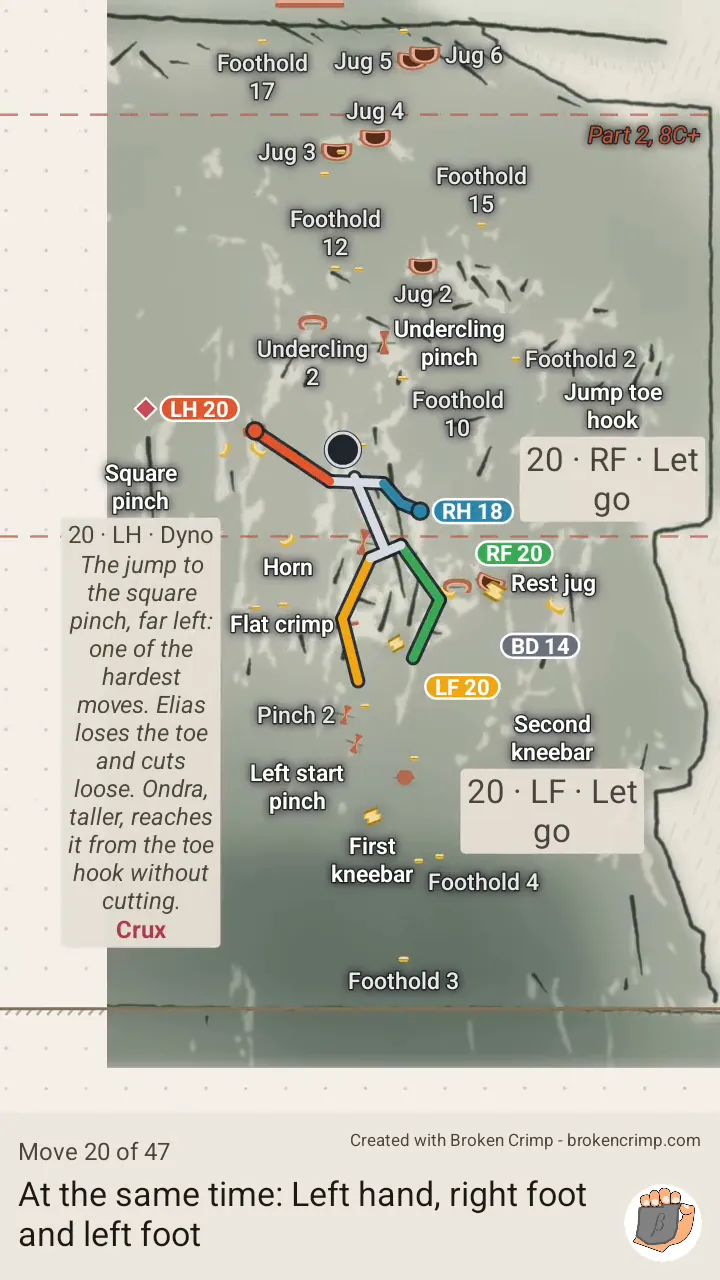 Foothold
17
Jug 5
Jug 6
Jug 4
Part 2, 8C+
Jug 3
Foothold
15
Foothold
12
Jug 2
Undercling
pinch
Undercling
2
Foothold 2
Jump toe
hook
Foothold
10
LH 20
20 · RF · Let
go
Square
pinch
RH 18
20 · LH · Dyno
The jump to
the square
pinch, far left:
one of the
hardest
moves. Elias
loses the toe
and cuts
loose. Ondra,
taller, reaches
it from the toe
hook without
cutting.
Crux
RF 20
Horn
Rest jug
Flat crimp
BD 14
LF 20
Pinch 2
Second
kneebar
Left start
pinch
20 · LF · Let
go
First
kneebar
Foothold 4
Foothold 3
Created with Broken Crimp - brokencrimp.com
Move 20 of 47
At the same time: Left hand, right foot
and left foot
β